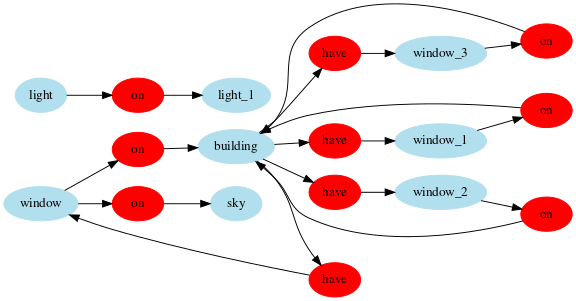 have
window_3
on
light
on
light_1
on
building
have
window_1
on
window
on
sky
have
window_2
on
have